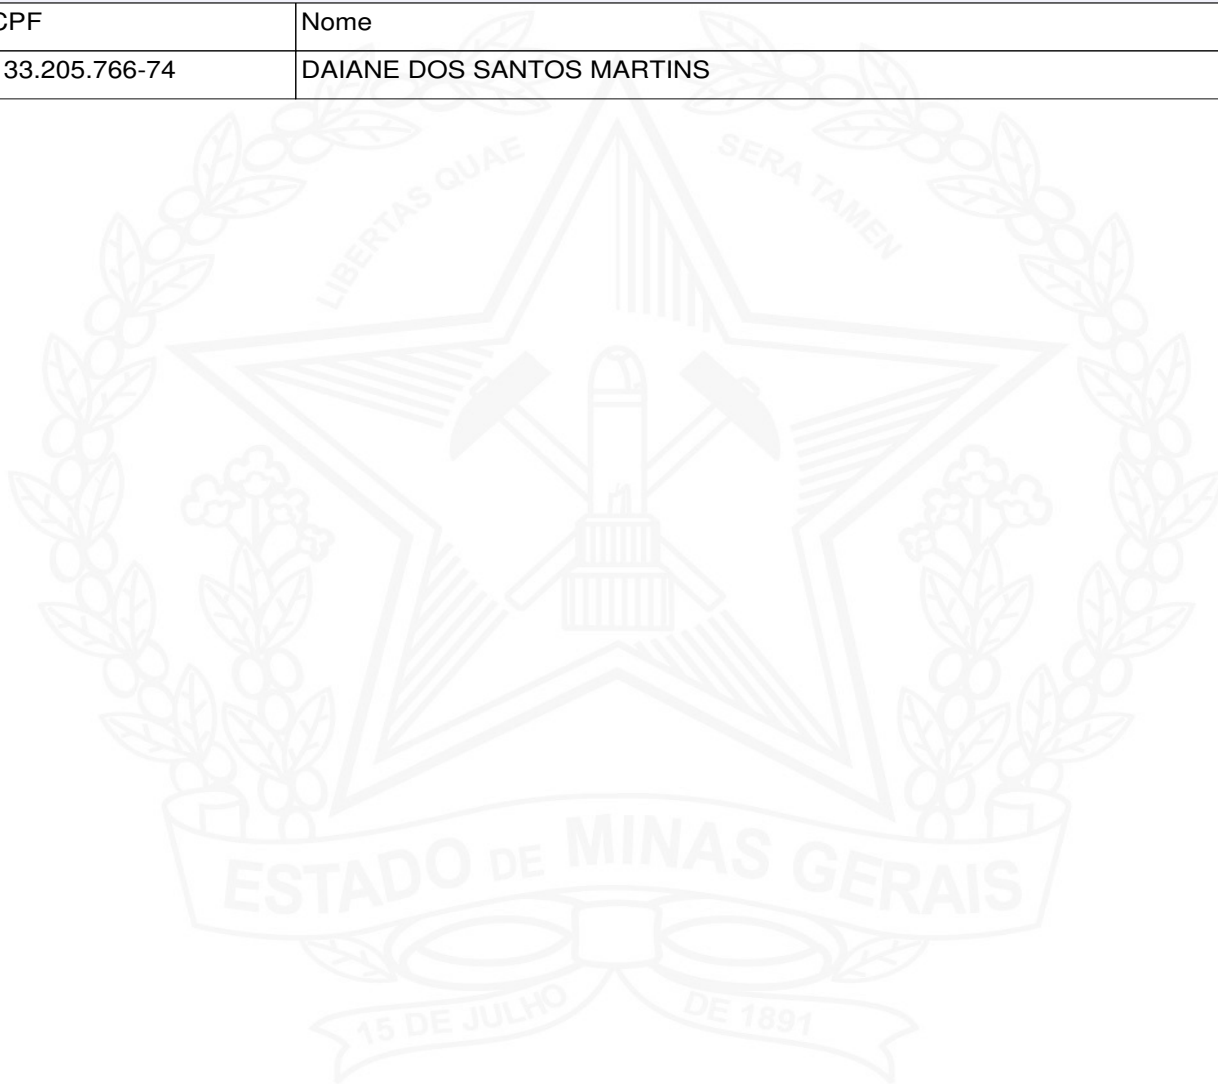 CPF Nome
33.205.766-74 DAIANE DOS SANTOS MARTINS
LIBERTAS QUAE SERA TAMEN
ESTADO DE MINAS GERAIS
15 DE JULHO DE 1891